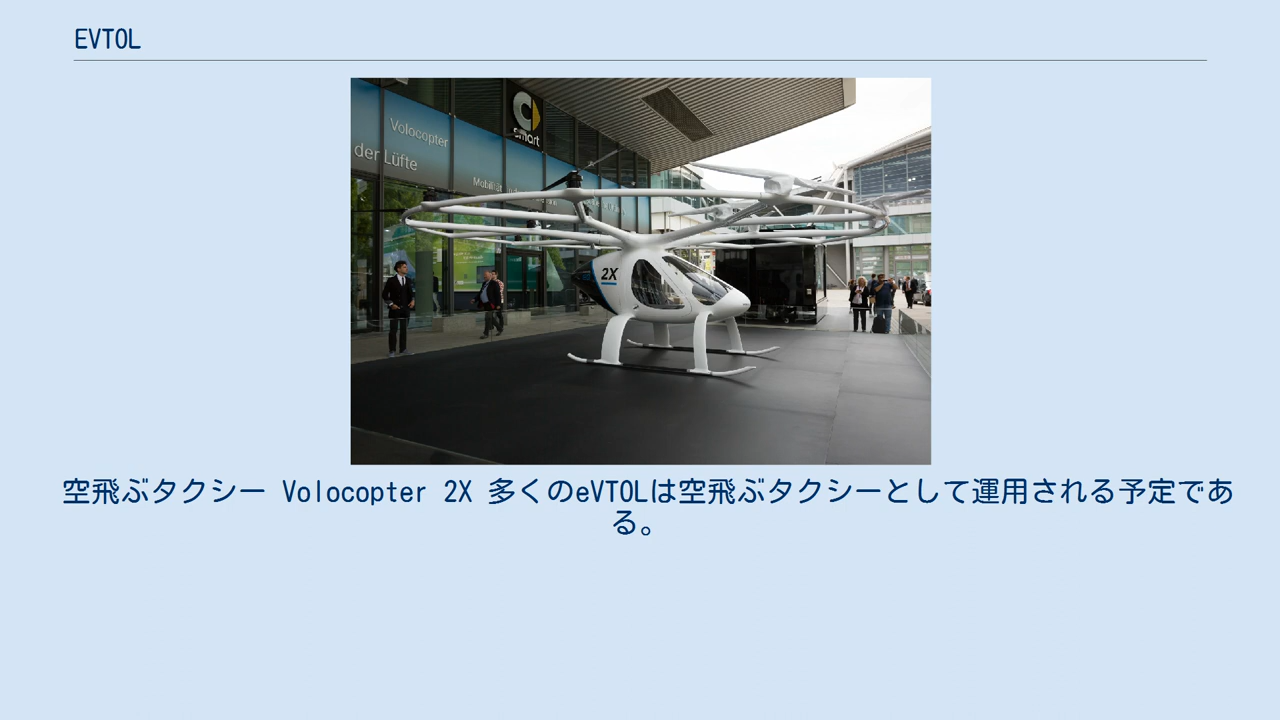 EVTOL
Volocopter
der Lüfte
smart
2X
空飛ぶタクシー Volocopter 2X 多くのeVTOLは空飛ぶタクシーとして運用される予定であ
る。